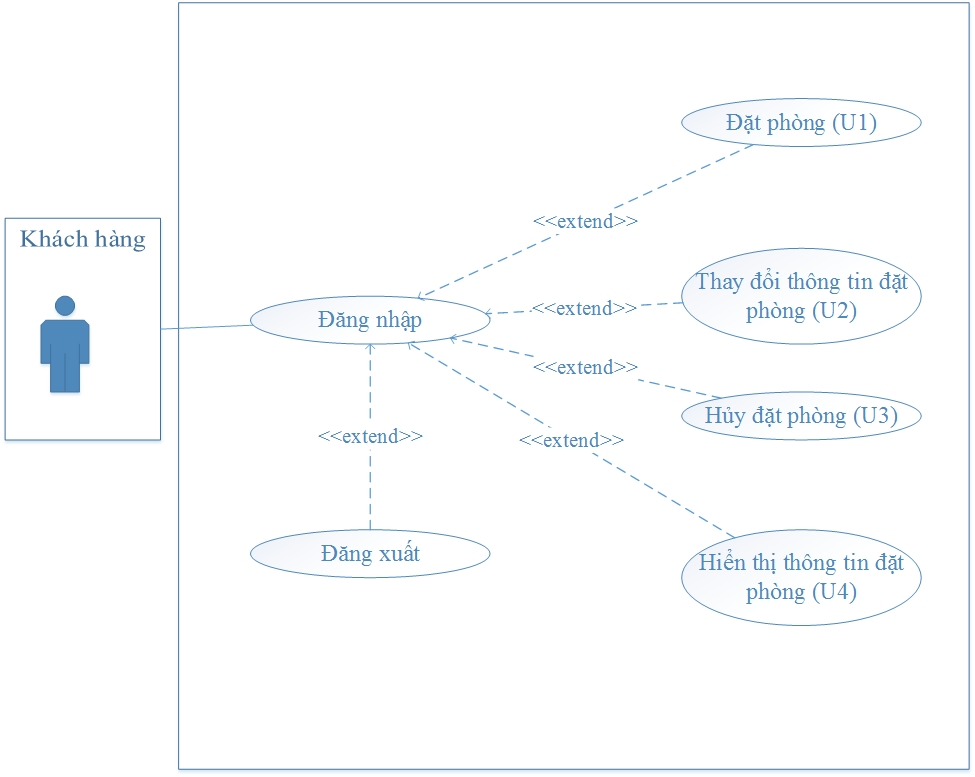 Đặt phòng (U1)
<<extend>>
Khách hàng
Thay đổi thông tin đặt
phòng (U2)
<<extend>>
Đăng nhập
<<extend>>
Hủy đặt phòng (U3)
<<extend>>
<<extend>>
Đăng xuất
Hiển thị thông tin đặt
phòng (U4)